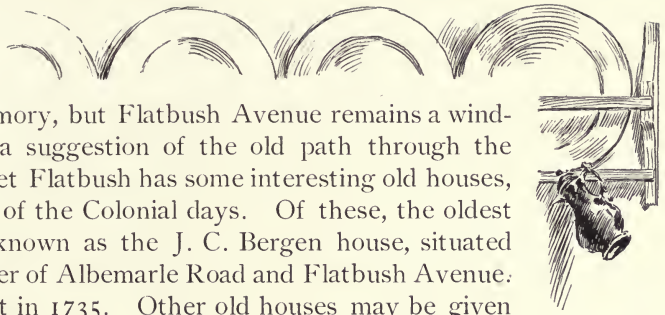 mory, but Flatbush Avenue remains a wind-
a suggestion of the old path through the
et Flatbush has some interesting old houses,
of the Colonial days. Of these, the oldest
known as the J. C. Bergen house, situated
er of Albemarle Road and Flatbush Avenue.
t in 1735. Other old houses may be given